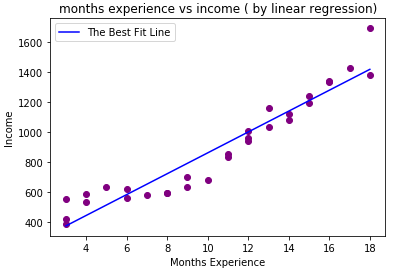 months experience vs income ( by linear regression)
The Best Fit Line
1600
1400
1200
1000
800
600
400
Income
4 6 8 10 12 14 16 18
Months Experience